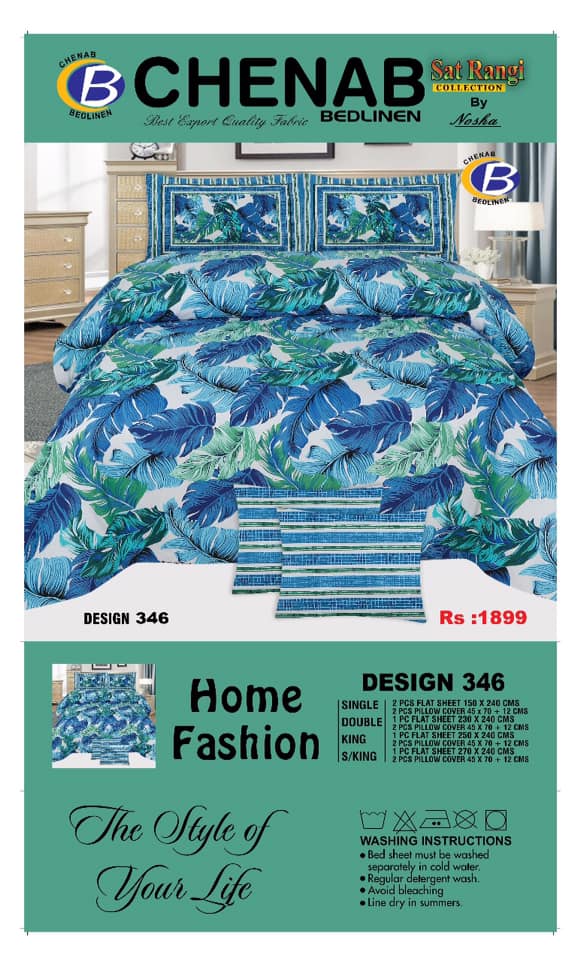 CHENAB
B
BEDLINEN
CHENAB
BEDLINEN
Best Export Quality Fabric
Sat Rangi
COLLECTION
By
Nosha
CHENAB
B
BEDLINEN
DESIGN 346
Rs :1899
Home
Fashion
DESIGN 346
SINGLE 2 PCS FLAT SHEET 150 X 240 CMS
2 PCS PILLOW COVER 45 x 70 + 12 CMS
DOUBLE 1 PC FLAT SHEET 230 X 240 CMS
2 PCS PILLOW COVER 45 X 70 + 12 CMS
KING 1 PC FLAT SHEET 250 X 240 CMS
2 PCS PILLOW COVER 45 X 70 + 12 CMS
S/KING 1 PC FLAT SHEET 270 X 240 CMS
2 PCS PILLOW COVER 45 X 70 + 12 CMS
The Style of
Your Life
WASHING INSTRUCTIONS
• Bed sheet must be washed
separately in cold water.
• Regular detergent wash.
• Avoid bleaching
• Line dry in summers.